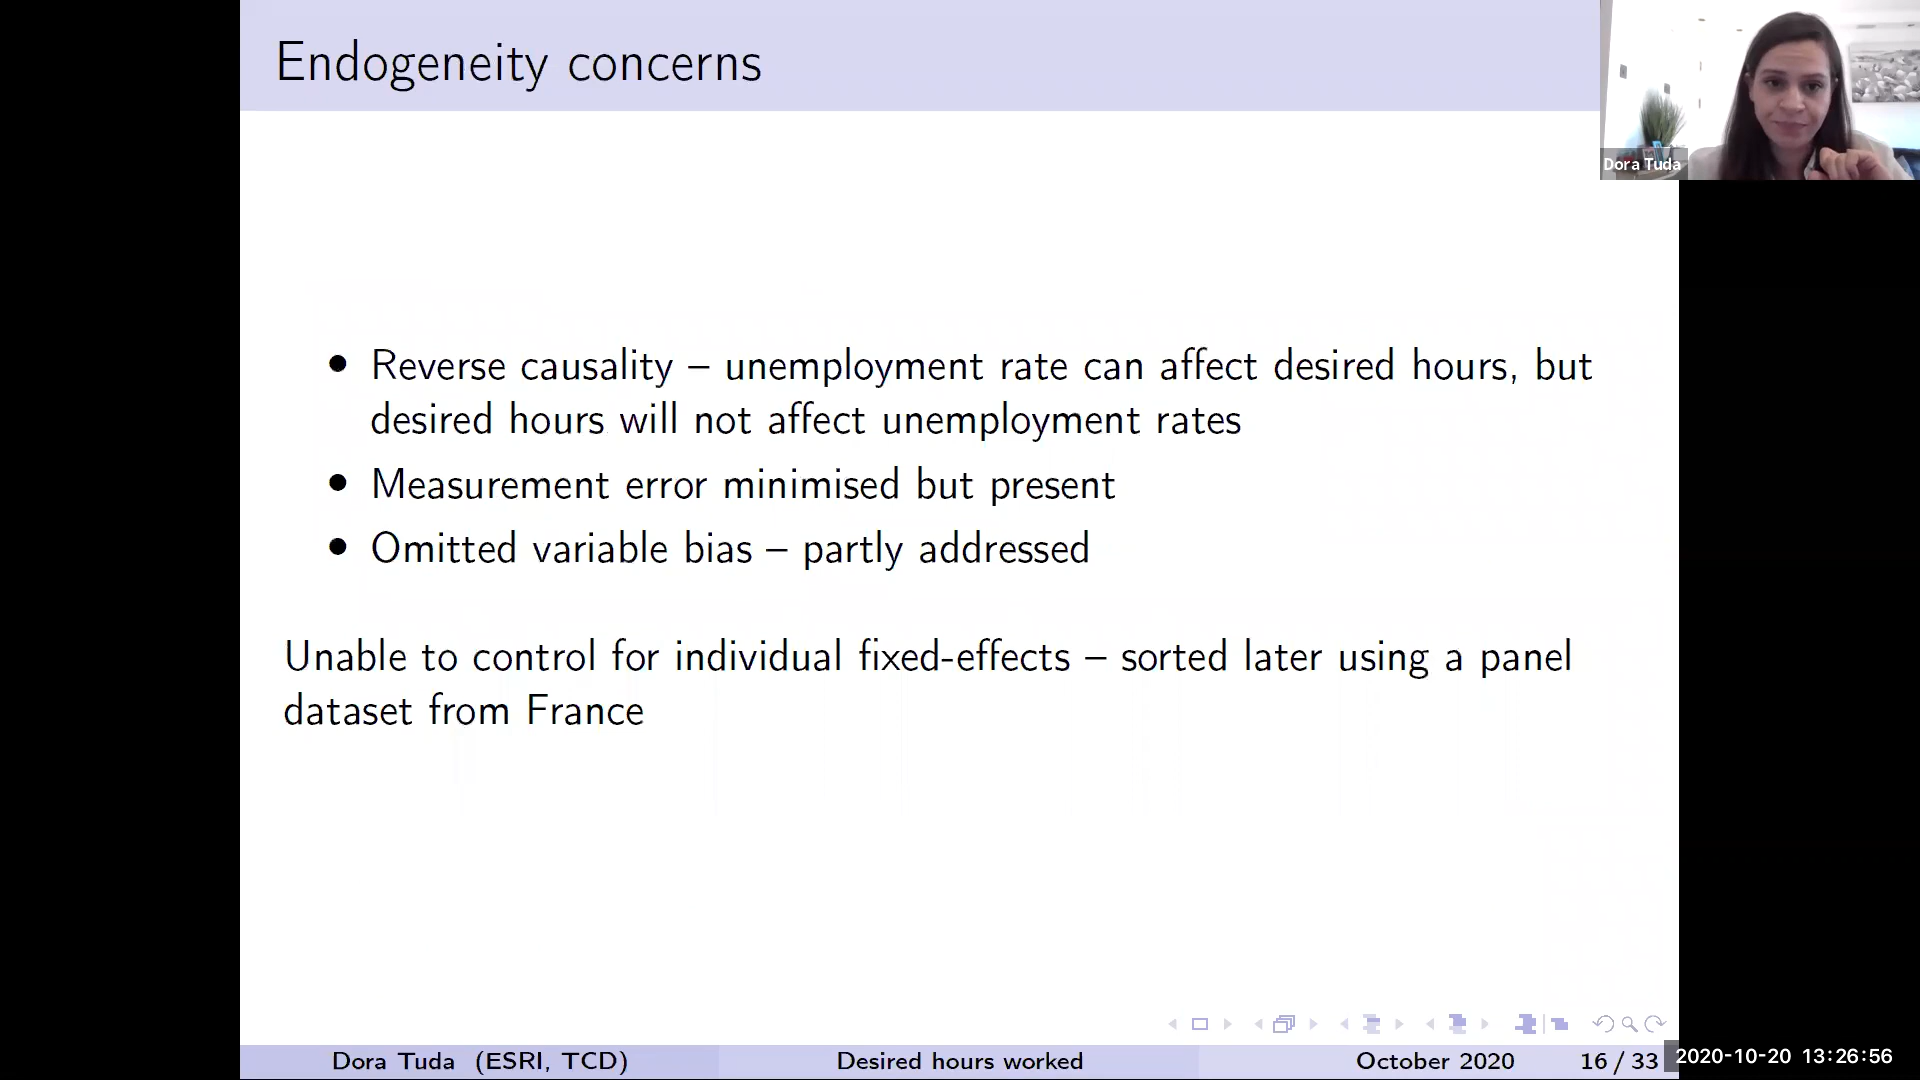 Endogeneity concerns
Dora Tuda
• Reverse causality – unemployment rate can affect desired hours, but
desired hours will not affect unemployment rates
• Measurement error minimised but present
• Omitted variable bias – partly addressed
Unable to control for individual fixed-effects – sorted later using a panel
dataset from France
Dora Tuda (ESRI, TCD) Desired hours worked October 2020 16 / 33
2020-10-20 13:26:56